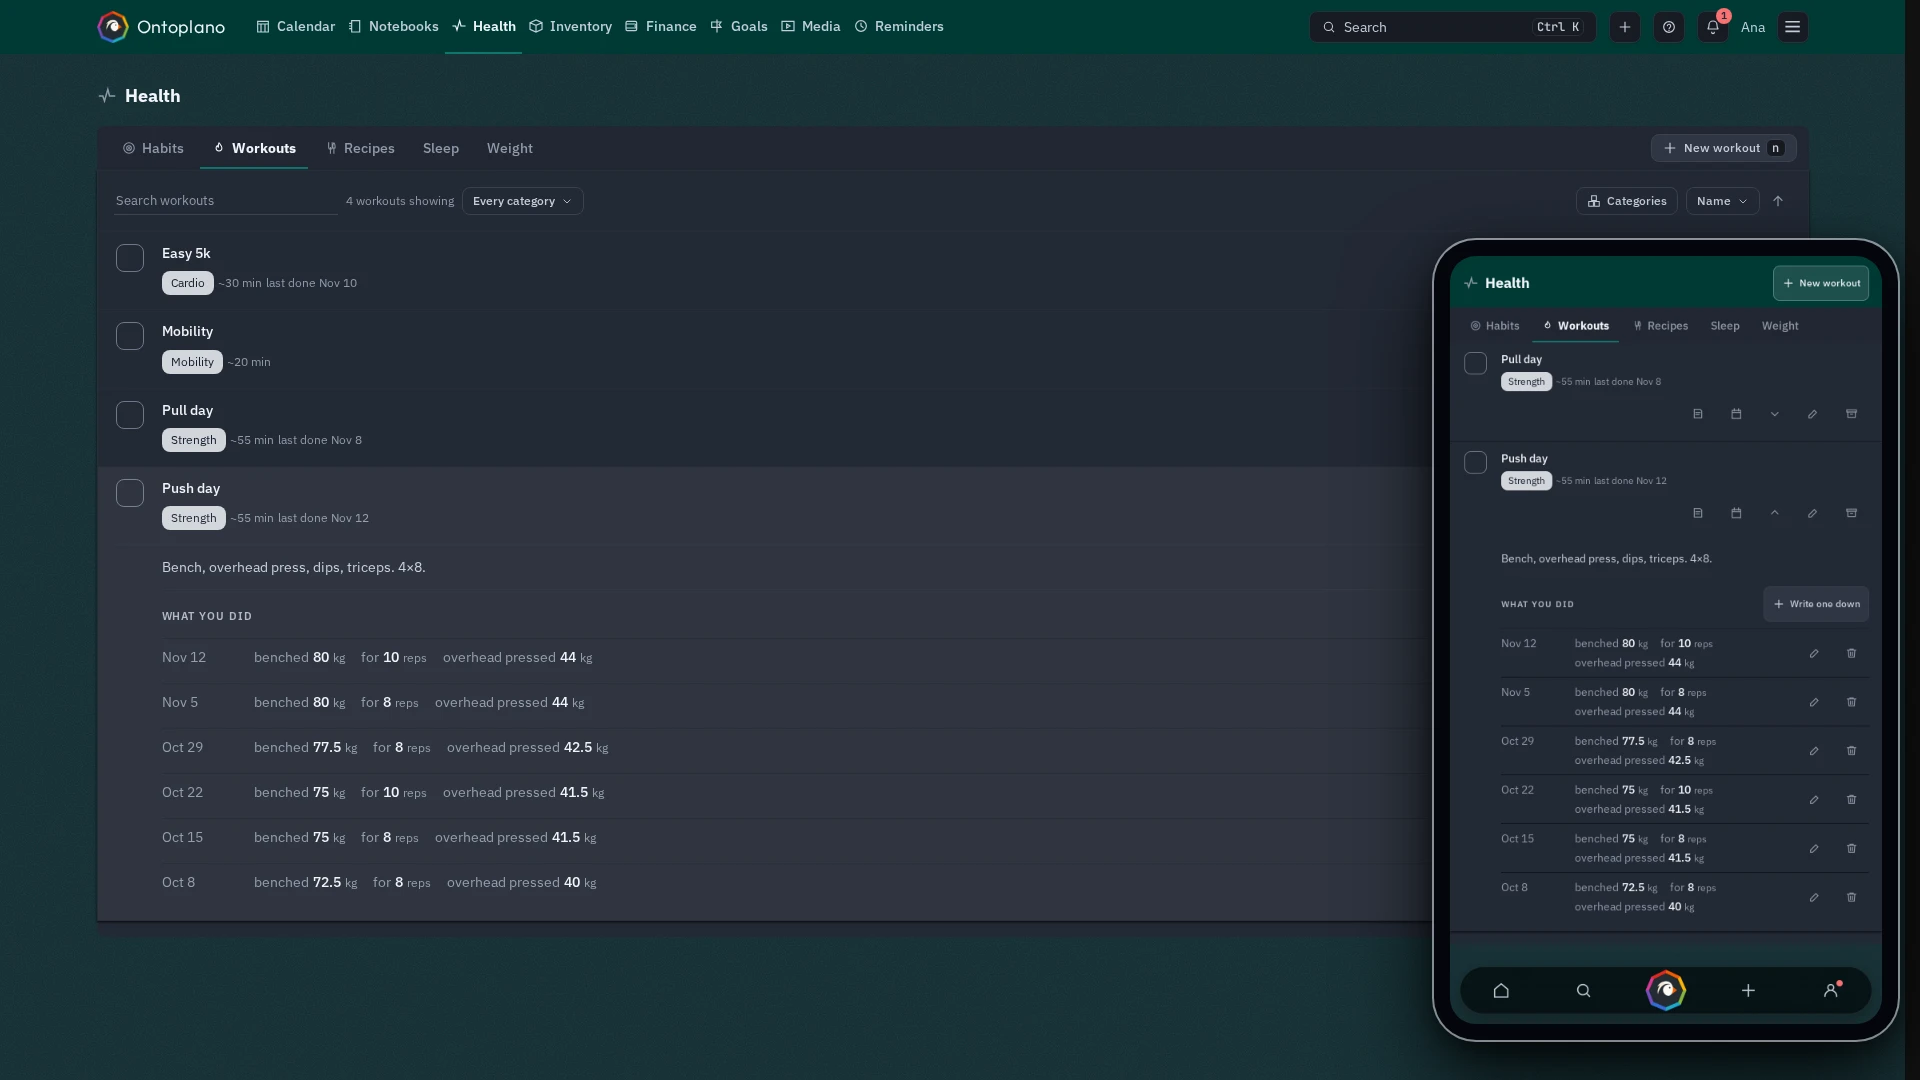 Ontoplano Calendar Notebooks Health Inventory Finance Goals Media Reminders Search Ctrl K 1 Ana
Health
Habits Workouts Recipes Sleep Weight New workout n
Search workouts 4 workouts showing Every category Categories Name
Easy 5k
Cardio ~30 min last done Nov 10
Mobility
Mobility ~20 min
Pull day
Strength ~55 min last done Nov 8
Push day
Strength ~55 min last done Nov 12
Bench, overhead press, dips, triceps. 4×8.
WHAT YOU DID
Nov 12 benched 80 kg for 10 reps overhead pressed 44 kg
Nov 5 benched 80 kg for 8 reps overhead pressed 44 kg
Oct 29 benched 77.5 kg for 8 reps overhead pressed 42.5 kg
Oct 22 benched 75 kg for 10 reps overhead pressed 41.5 kg
Oct 15 benched 75 kg for 8 reps overhead pressed 41.5 kg
Oct 8 benched 72.5 kg for 8 reps overhead pressed 40 kg
Health New workout
Habits Workouts Recipes Sleep Weight
Pull day
Strength ~55 min last done Nov 8
Push day
Strength ~55 min last done Nov 12
Bench, overhead press, dips, triceps. 4×8.
WHAT YOU DID Write one down
Nov 12 benched 80 kg for 10 reps
overhead pressed 44 kg
Nov 5 benched 80 kg for 8 reps
overhead pressed 44 kg
Oct 29 benched 77.5 kg for 8 reps
overhead pressed 42.5 kg
Oct 22 benched 75 kg for 10 reps
overhead pressed 41.5 kg
Oct 15 benched 75 kg for 8 reps
overhead pressed 41.5 kg
Oct 8 benched 72.5 kg for 8 reps
overhead pressed 40 kg